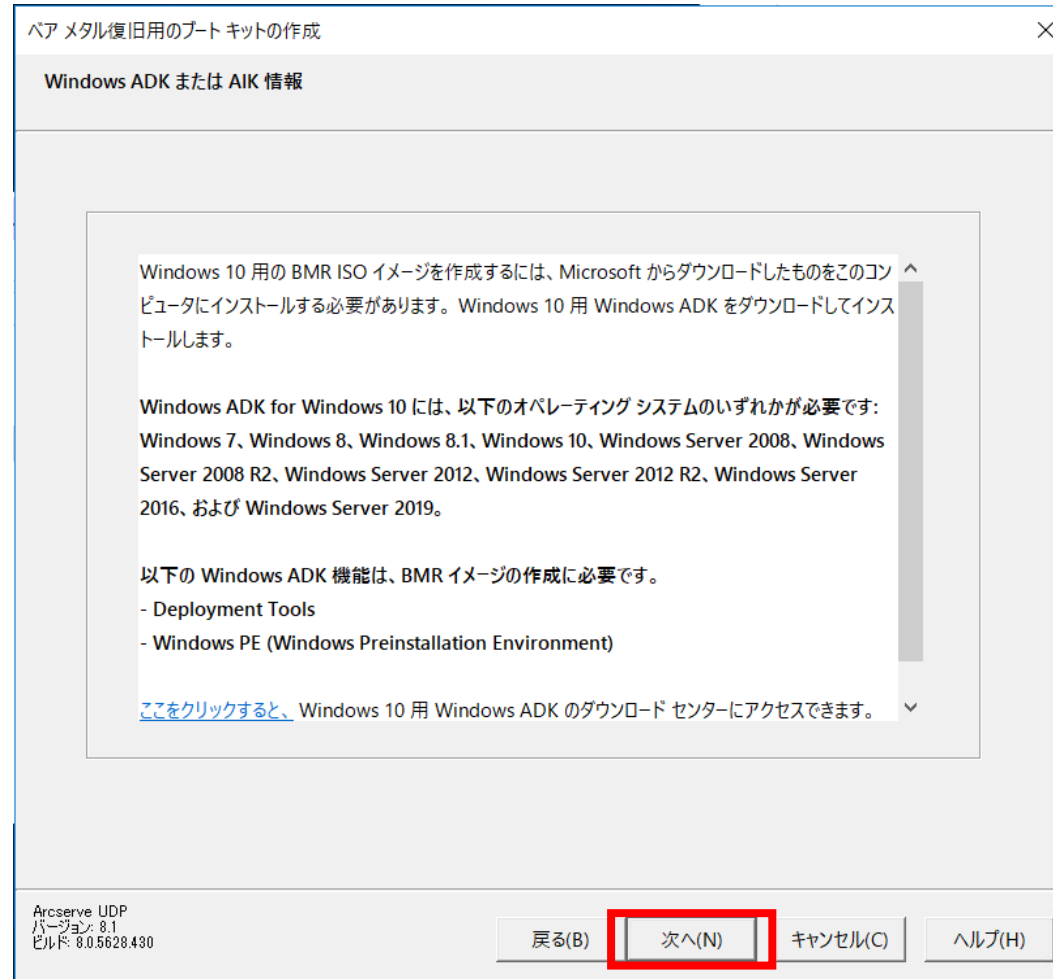 ベア メタル復旧用のブート キットの作成
Windows ADK または AIK 情報
Windows 10 用の BMR ISO イメージを作成するには、Microsoft からダウンロードしたものをこのコン
ピュータにインストールする必要があります。Windows 10 用 Windows ADK をダウンロードしてインス
トールします。
Windows ADK for Windows 10 には、以下のオペレーティング システムのいずれかが必要です:
Windows 7、Windows 8、Windows 8.1、Windows 10、Windows Server 2008、Windows
Server 2008 R2、Windows Server 2012、Windows Server 2012 R2、Windows Server
2016、および Windows Server 2019。
以下の Windows ADK 機能は、BMR イメージの作成に必要です。
- Deployment Tools
- Windows PE (Windows Preinstallation Environment)
ここをクリックすると、 Windows 10 用 Windows ADK のダウンロード センターにアクセスできます。
Arcserve UDP
バージョン: 8.1
ビルド: 8.0.5628.430
戻る(B) 次へ(N) キャンセル(C) ヘルプ(H)